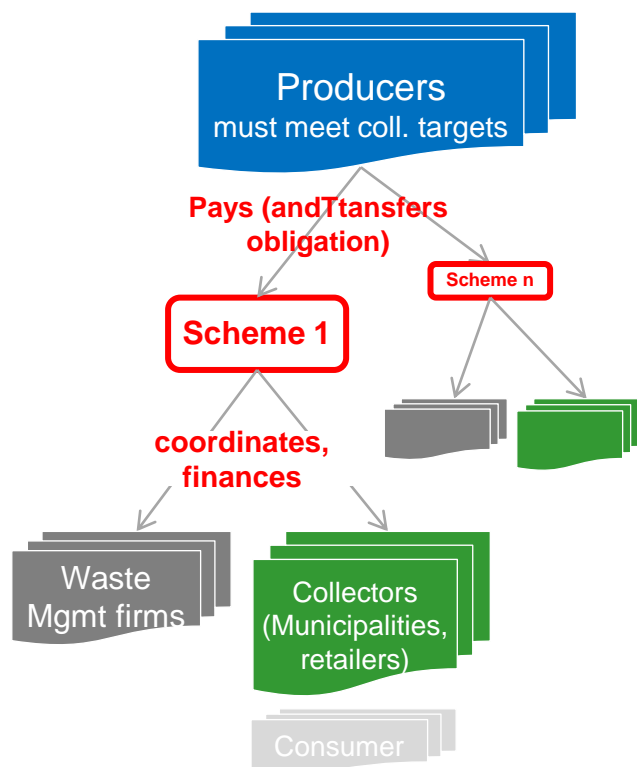 Producers
must meet coll. targets
Pays (andTtansfers
obligation)
Scheme n
Scheme 1
coordinates,
finances
Waste
Mgmt firms
Collectors
(Municipalities,
retailers)
Consumer